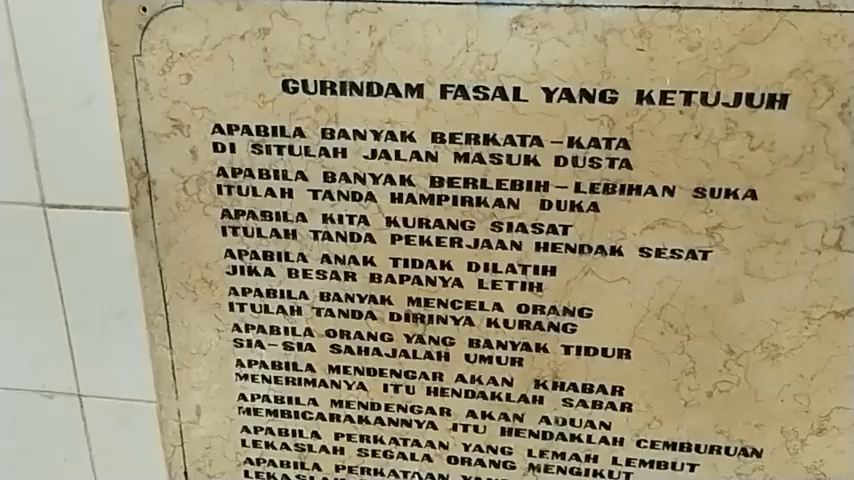 GURINDAM FASAL YANG KETUJUH
APABILA BANYAK BERKATA-KATA
DI SITULAH JALAN MASUK DUSTA
APABILA BANYAK BERLEBIH-LEBIHAN SUKA
ITULAH TANDA HAMPIRKAN DUKA
APABILA KITA KURANG SIASAT
ITULAH TANDA PEKERJAAN HENDAK SESAT
APABILA ANAK TIDAK DILATIH
JIKA BESAR BAPANYA LETIH
APABILA BANYAK MENCELA ORANG
ITULAH TANDA DIRINYA KURANG
APABILA ORANG YANG BANYAK TIDUR
SIA-SIA SAHAJALAH UMUR
APABILA MENDENGAR AKAN KHABAR
MENERIMANYA ITU HENDAKLAH SABAR
APABILA MENDENGAR AKAN ADUAN
MEMBICARAKANNYA ITU HENDAKLAH CEMBURUAN
APABILA PERKATAAN YANG LEMAH LEMBUT
LEKASLAH SEGALA ORANG MENGIKUT
APABILA PERKATAAN YANG